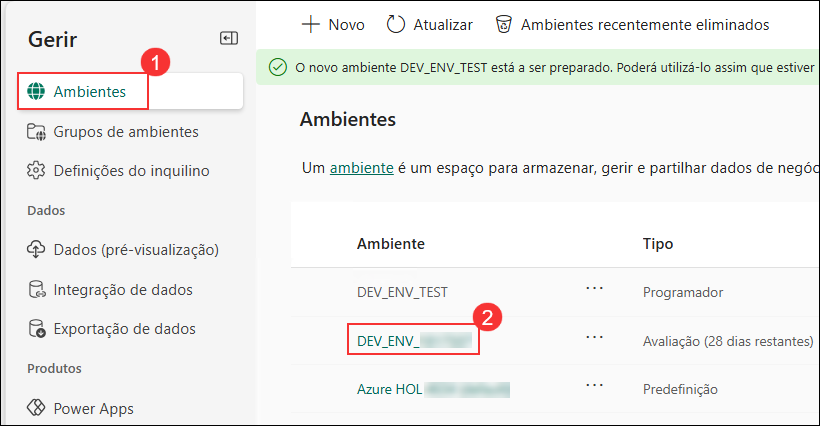 Gerir
1
Ambientes
Grupos de ambientes
Definições do inquilino
Dados
Dados (pré-visualização)
Integração de dados
Exportação de dados
Produtos
Power Apps
Novo
Atualizar
Ambientes recentemente eliminados
O novo ambiente DEV_ENV_TEST está a ser preparado. Poderá utilizá-lo assim que estiver
Ambientes
Um ambiente é um espaço para armazenar, gerir e partilhar dados de negóc
Ambiente Tipo
DEV_ENV_TEST ... Programador
2
DEV_ENV_ ... Avaliação (28 dias restantes)
Azure HOL ... Predefinição